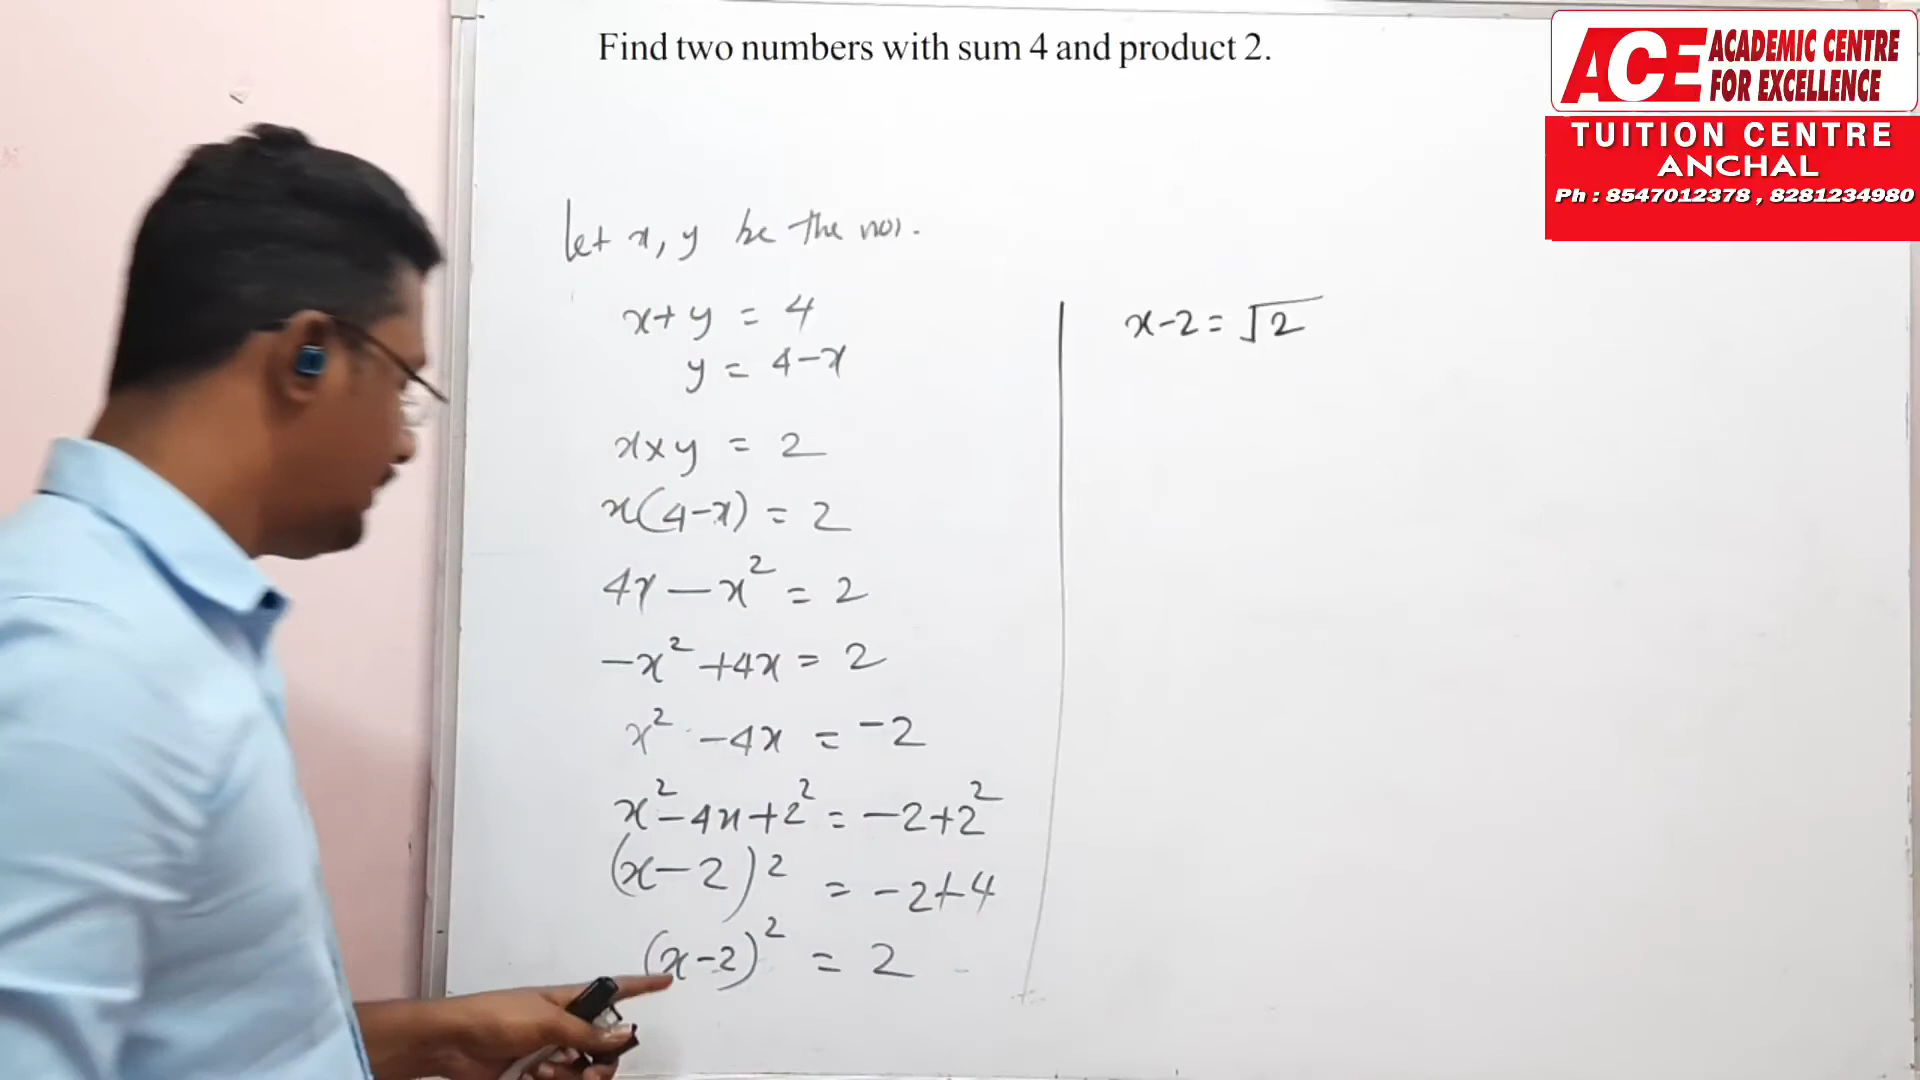 Find two numbers with sum 4 and product 2.
ACE ACADEMIC CENTRE
FOR EXCELLENCE
TUITION CENTRE
ANCHAL
Ph : 8547012378 , 8281234980
let x, y be the nos.
x+y = 4
y = 4-x
x×y = 2
x(4-x) = 2
4x - x² = 2
-x² +4x = 2
x² -4x = -2
x²-4x+2² = -2+2²
(x-2)² = -2+4
(x-2)² = 2
x-2 = √2